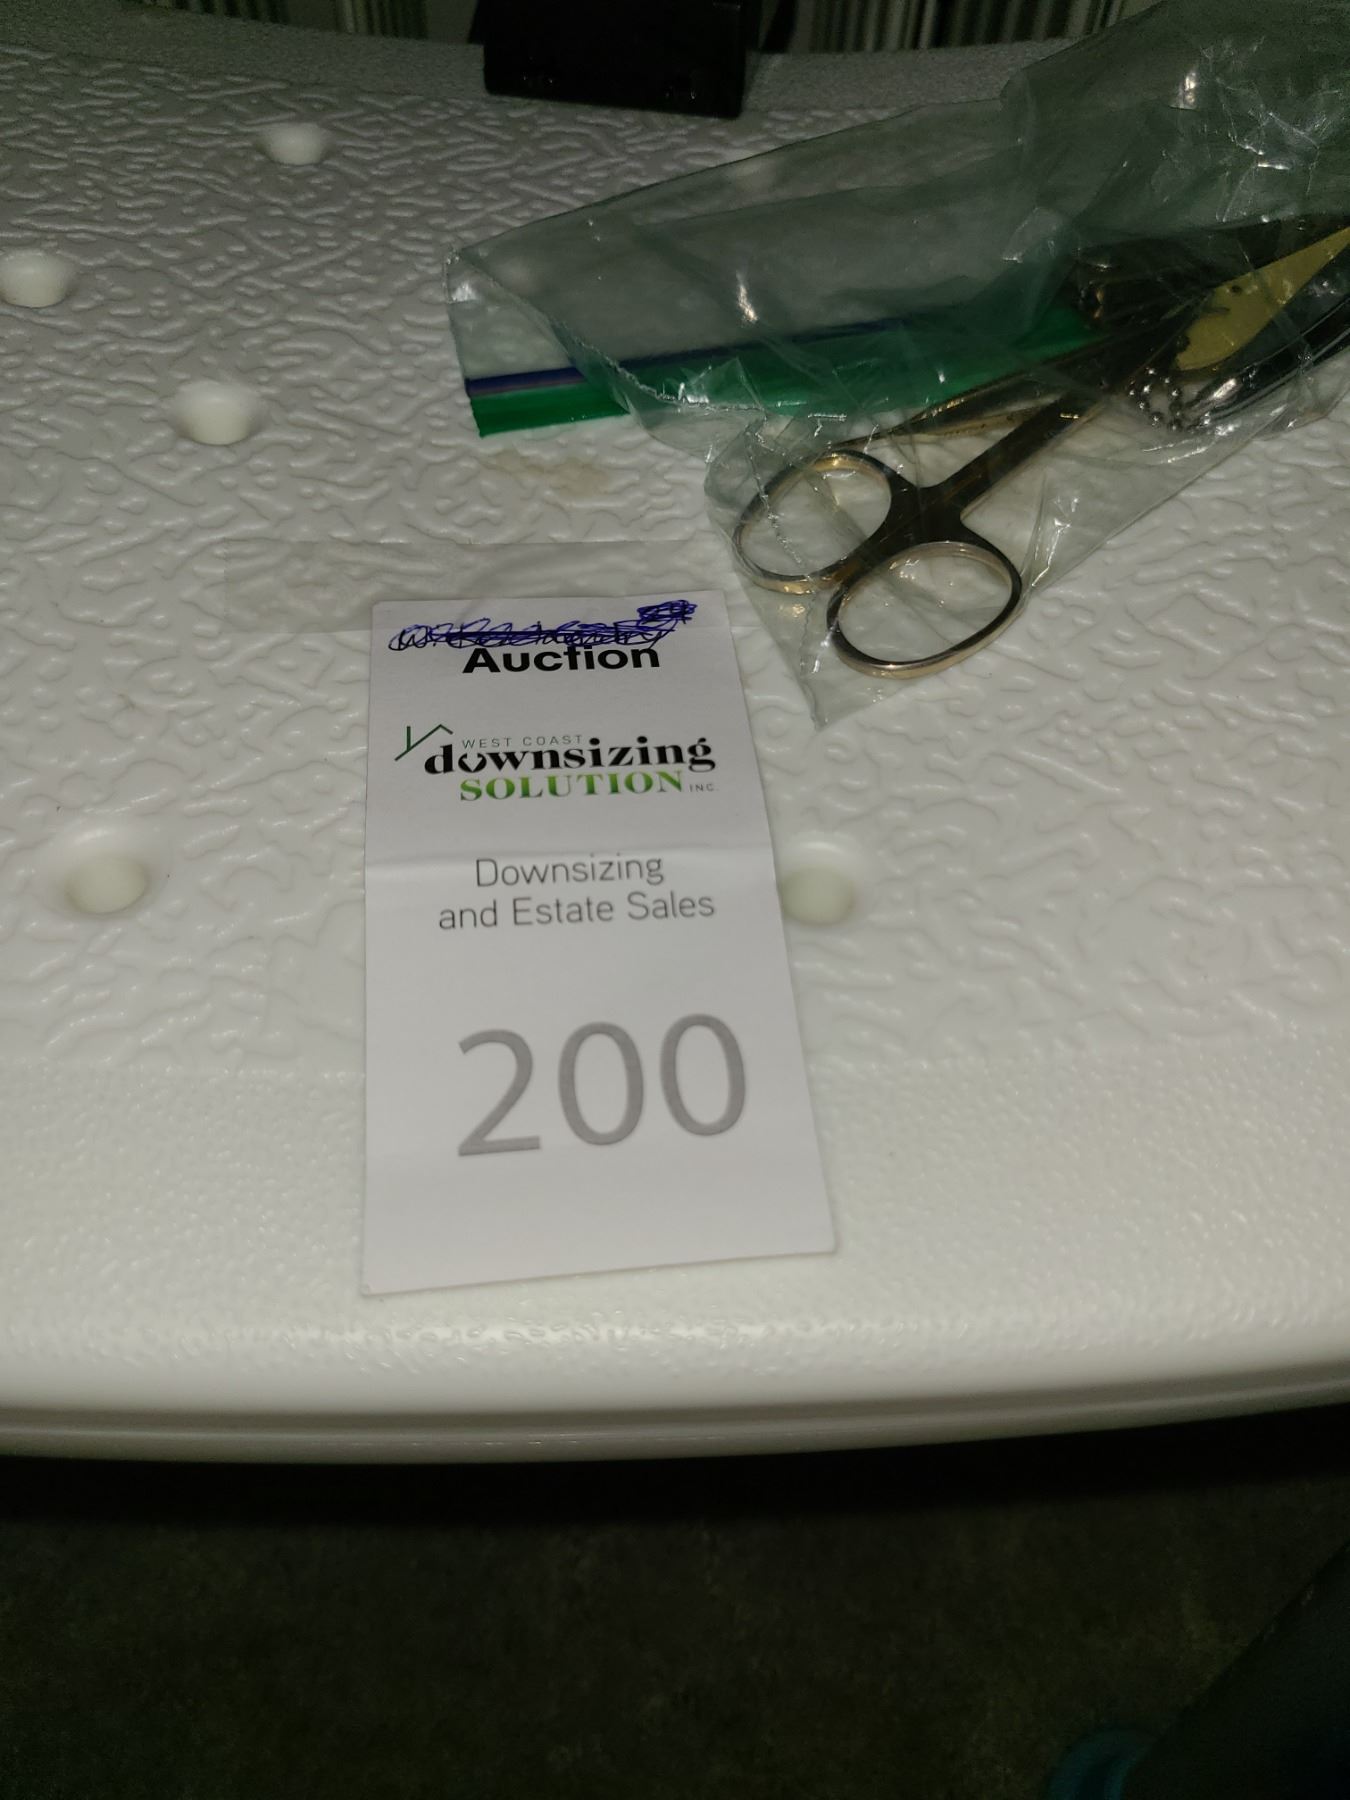 Auction
WEST COAST
downsizing
SOLUTION INC.
Downsizing
and Estate Sales
200